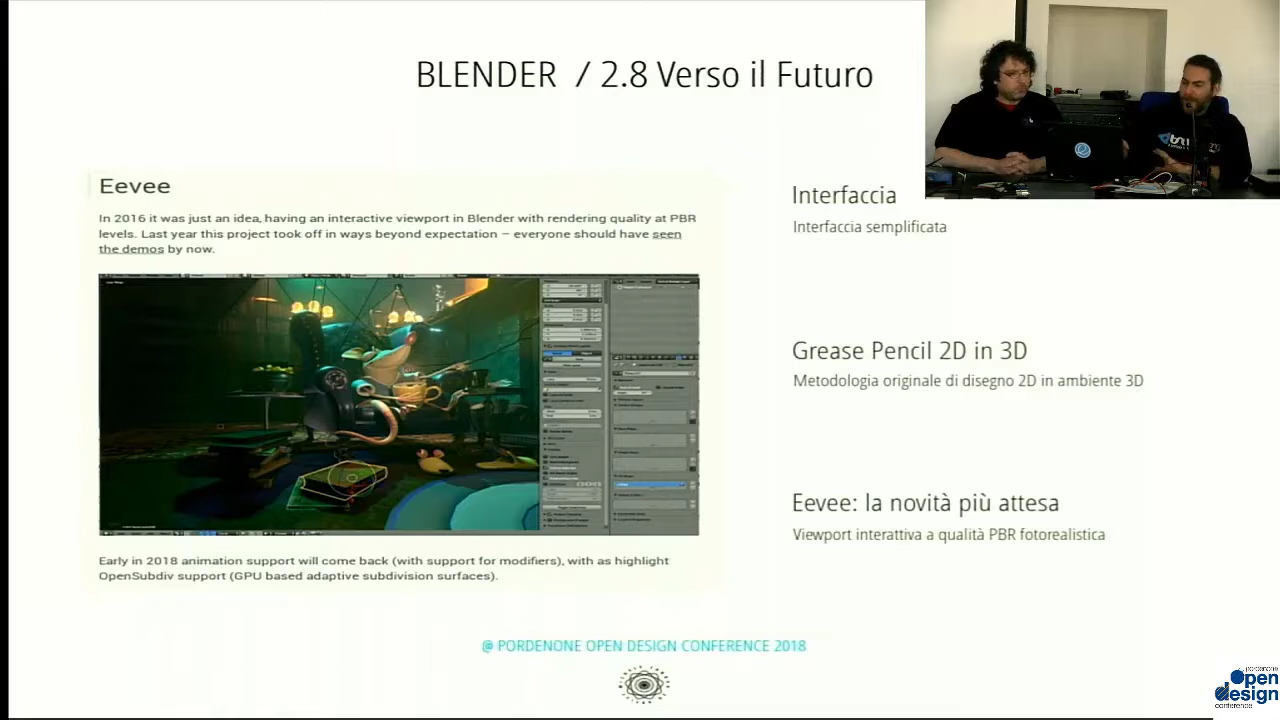 BLENDER / 2.8 Verso il Futuro
Eevee
In 2016 it was just an idea, having an interactive viewport in Blender with rendering quality at PBR
levels. Last year this project took off in ways beyond expectation – everyone should have seen
the demos by now.
Early in 2018 animation support will come back (with support for modifiers), with as highlight
OpenSubdiv support (GPU based adaptive subdivision surfaces).
Interfaccia
Interfaccia semplificata
Grease Pencil 2D in 3D
Metodologia originale di disegno 2D in ambiente 3D
Eevee: la novità più attesa
Viewport interattiva a qualità PBR fotorealistica
@ PORDENONE OPEN DESIGN CONFERENCE 2018
pordenone
open
design
conference